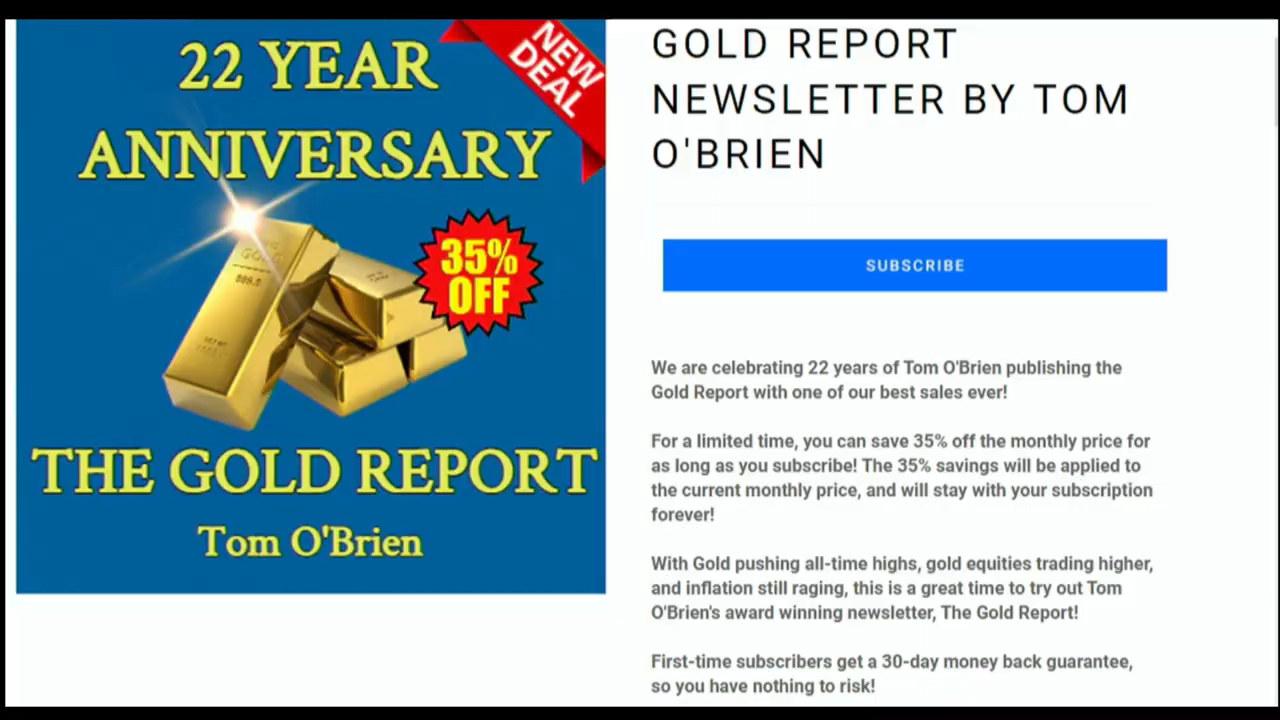 22 YEAR
ANNIVERSARY
NEW
DEAL
35%
OFF
THE GOLD REPORT
Tom O'Brien
GOLD REPORT
NEWSLETTER BY TOM
O'BRIEN
SUBSCRIBE
We are celebrating 22 years of Tom O'Brien publishing the
Gold Report with one of our best sales ever!
For a limited time, you can save 35% off the monthly price for
as long as you subscribe! The 35% savings will be applied to
the current monthly price, and will stay with your subscription
forever!
With Gold pushing all-time highs, gold equities trading higher,
and inflation still raging, this is a great time to try out Tom
O'Brien's award winning newsletter, The Gold Report!
First-time subscribers get a 30-day money back guarantee,
so you have nothing to risk!